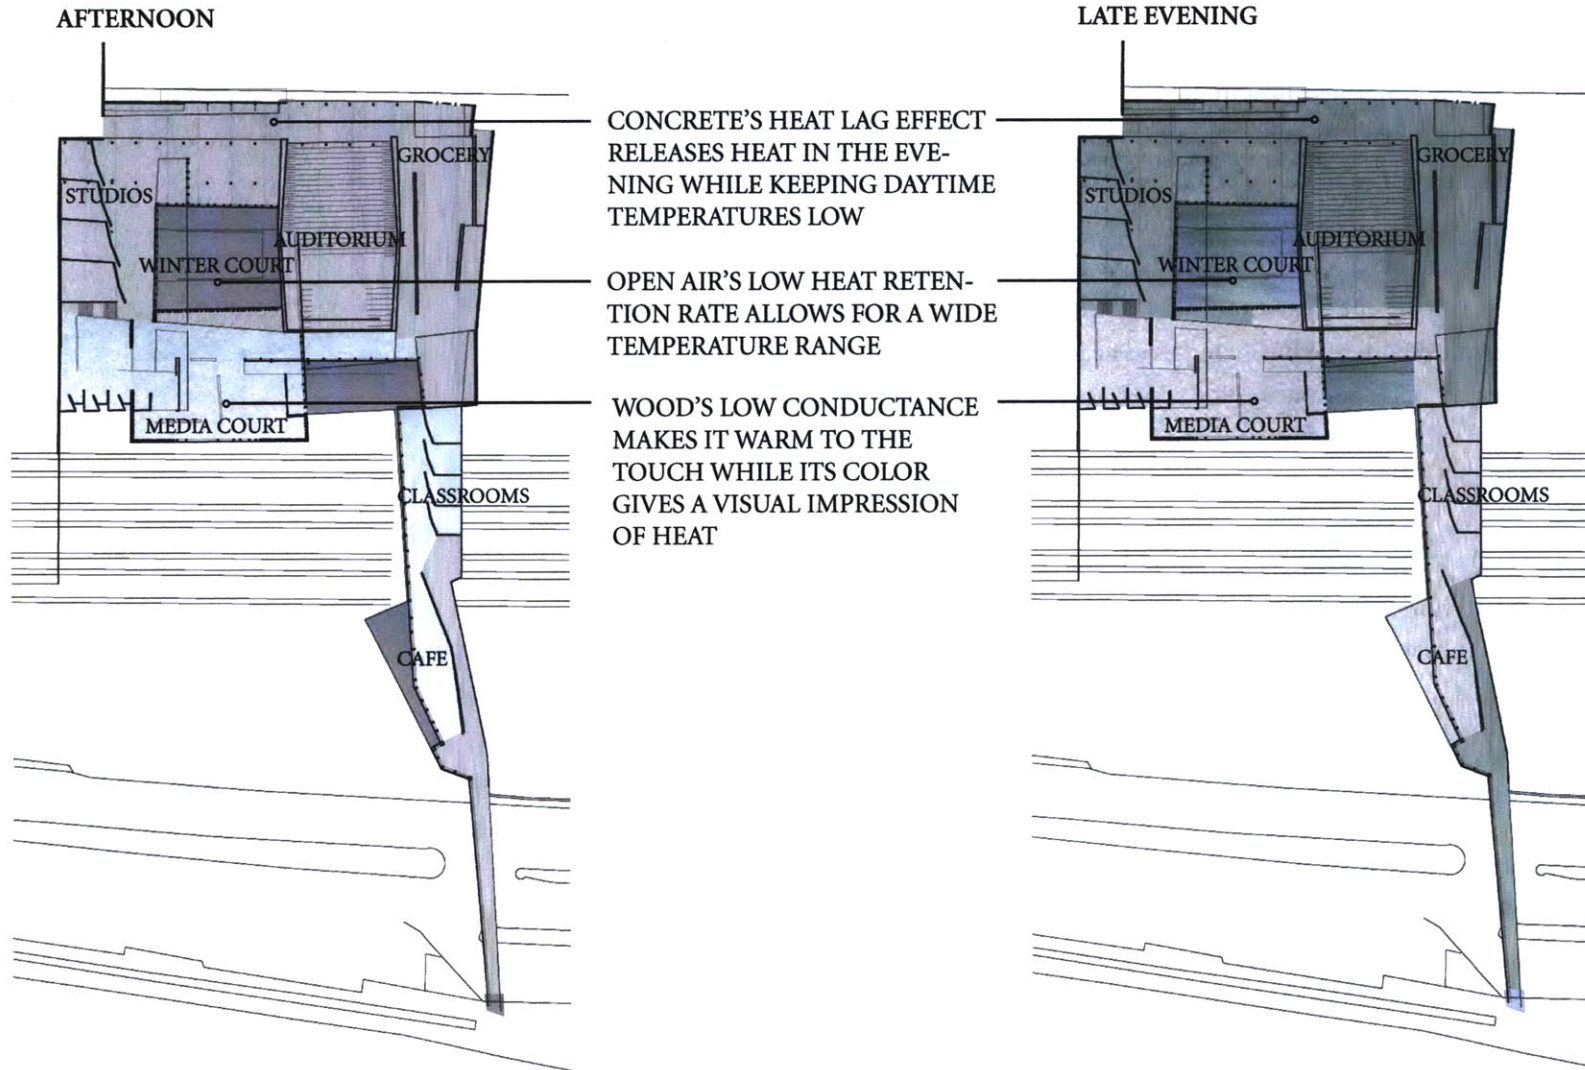 AFTERNOON
LATE EVENING
CONCRETE'S HEAT LAG EFFECT
RELEASES HEAT IN THE EVE-
NING WHILE KEEPING DAYTIME
TEMPERATURES LOW
OPEN AIR'S LOW HEAT RETEN-
TION RATE ALLOWS FOR A WIDE
TEMPERATURE RANGE
WOOD'S LOW CONDUCTANCE
MAKES IT WARM TO THE
TOUCH WHILE ITS COLOR
GIVES A VISUAL IMPRESSION
OF HEAT
GROCERY
STUDIOS
AUDITORIUM
WINTER COURT
MEDIA COURT
CLASSROOMS
CAFE
GROCERY
STUDIOS
AUDITORIUM
WINTER COURT
MEDIA COURT
CLASSROOMS
CAFE